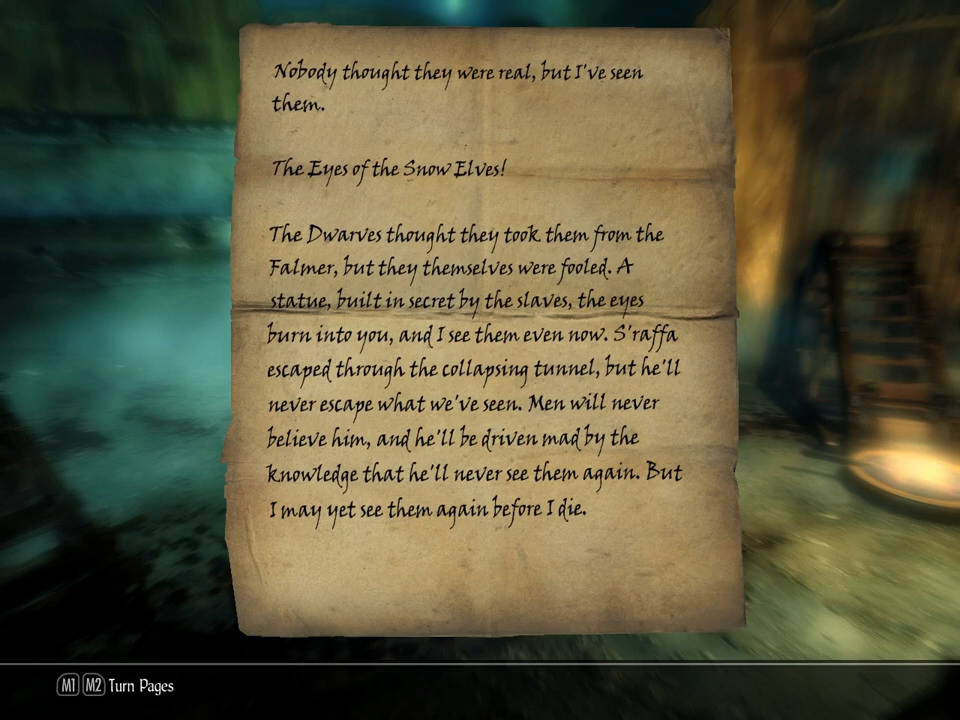 Nobody thought they were real, but I've seen
them.
The Eyes of the Snow Elves!
The Dwarves thought they took them from the
Falmer, but they themselves were fooled. A
statue, built in secret by the slaves, the eyes
burn into you, and I see them even now. S'raffa
escaped through the collapsing tunnel, but he'll
never escape what we've seen. Men will never
believe him, and he'll be driven mad by the
knowledge that he'll never see them again. But
I may yet see them again before I die.
M1 M2 Turn Pages